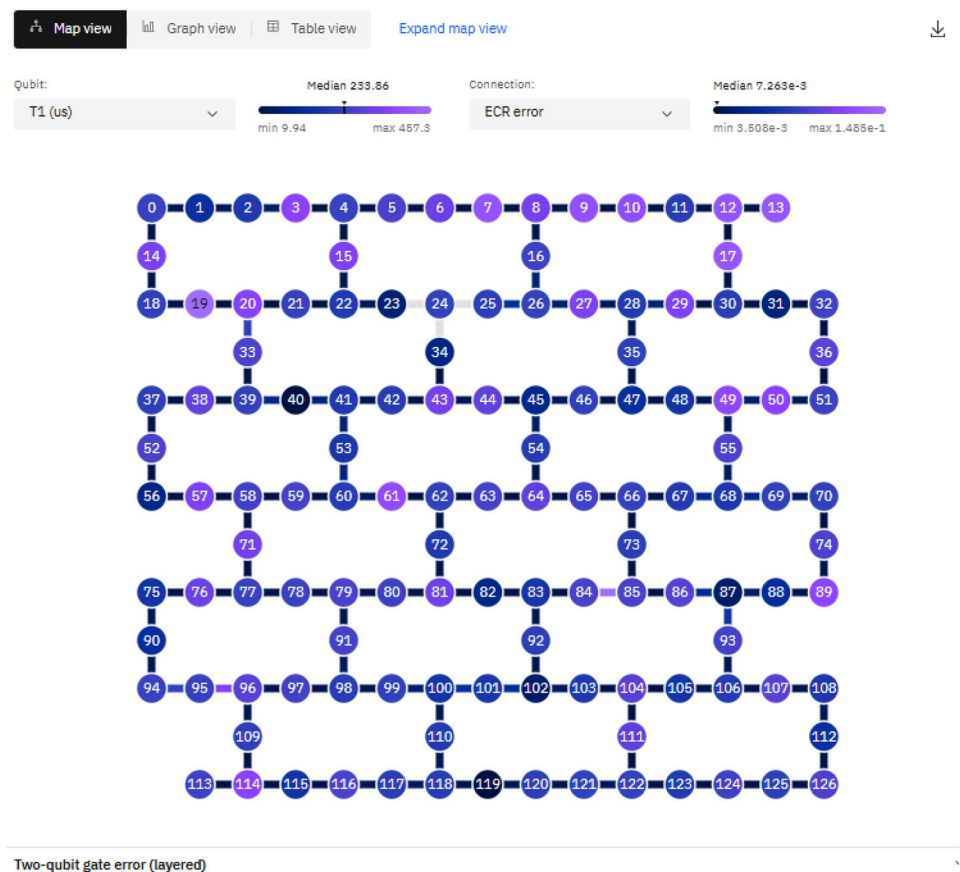 Map view Graph view Table view Expand map view
Qubit: Median 233.86 Connection: Median 7.263e-3
T1 (us) ECR error
min 9.94 max 457.3 min 3.508e-3 max 1.485e-1
0 1 2 3 4 5 6 7 8 9 10 11 12 13
14 15 16 17
18 19 20 21 22 23 24 25 26 27 28 29 30 31 32
33 34 35 36
37 38 39 40 41 42 43 44 45 46 47 48 49 50 51
52 53 54 55
56 57 58 59 60 61 62 63 64 65 66 67 68 69 70
71 72 73 74
75 76 77 78 79 80 81 82 83 84 85 86 87 88 89
90 91 92 93
94 95 96 97 98 99 100 101 102 103 104 105 106 107 108
109 110 111 112
113 114 115 116 117 118 119 120 121 122 123 124 125 126
Two-qubit gate error (layered)